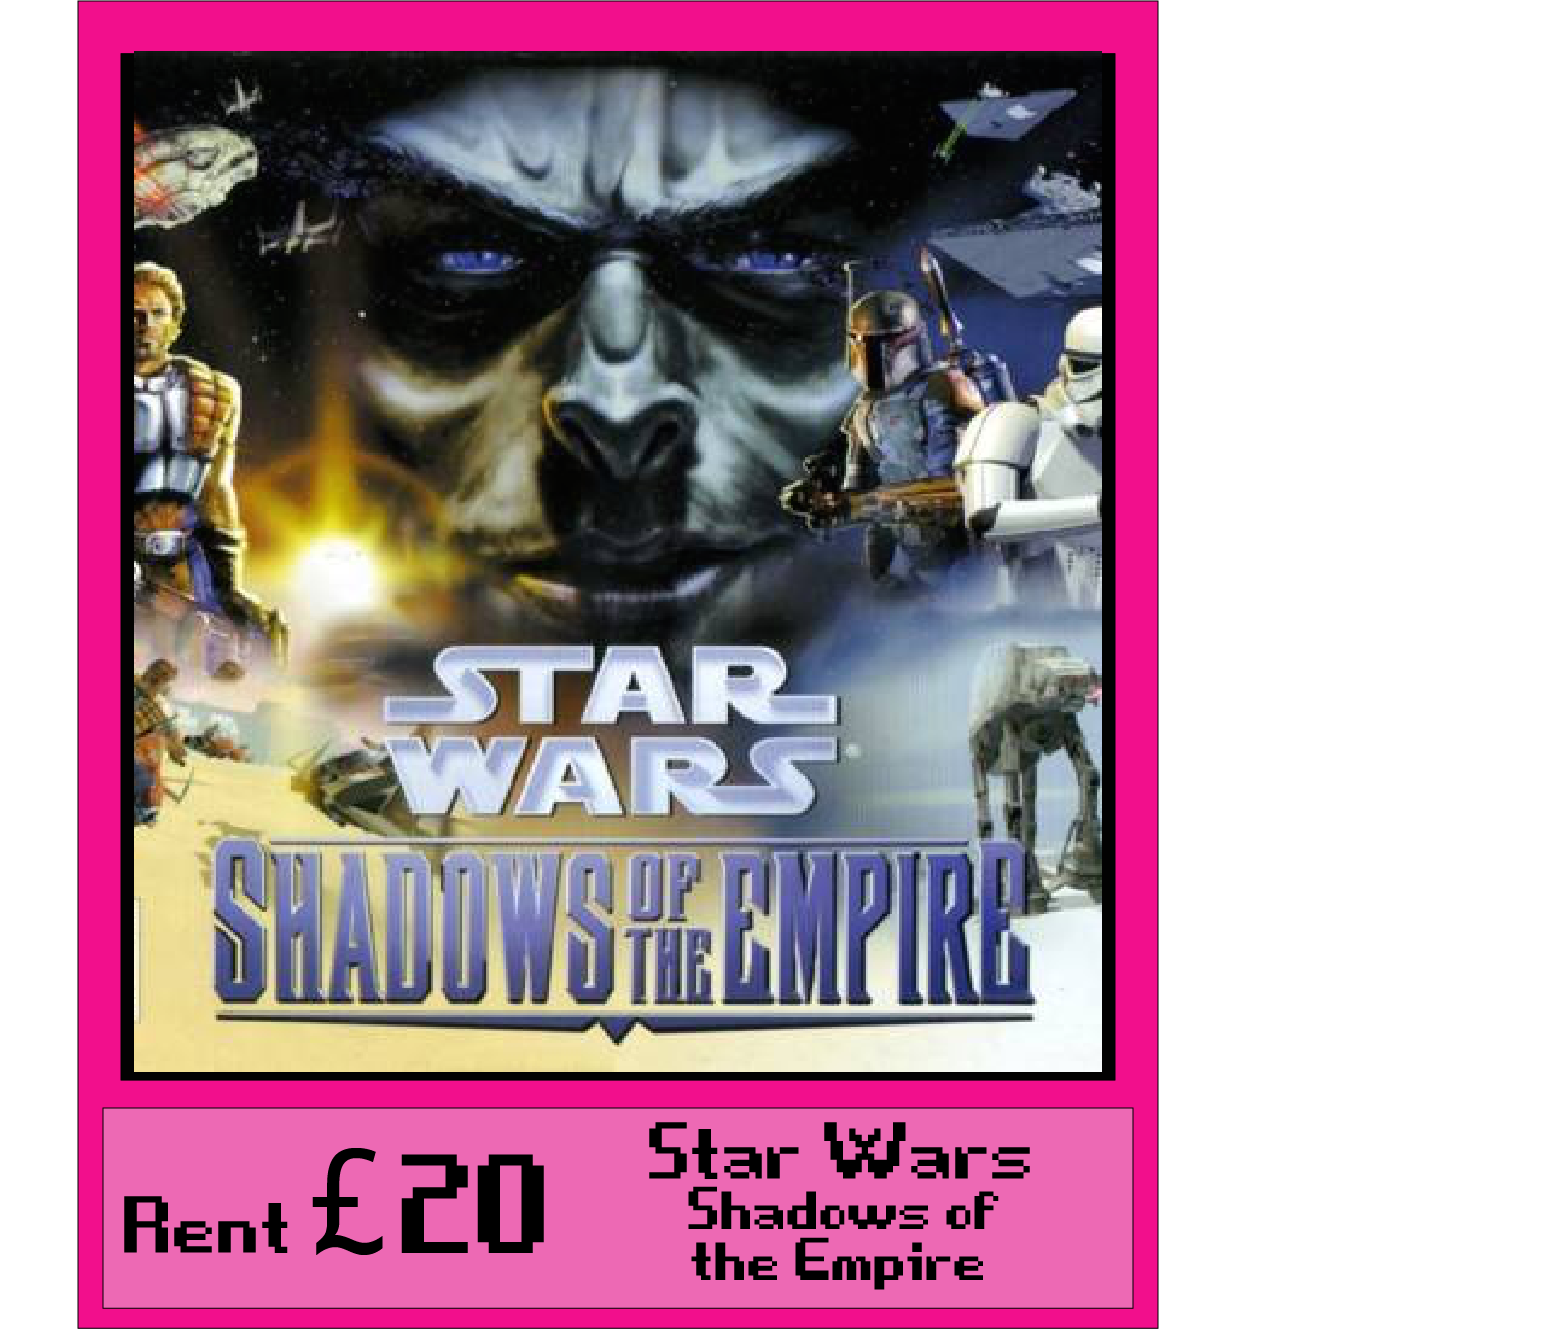 STAR
WARS
SHADOWS OF THE EMPIRE
Rent £20
Star Wars
Shadows of
the Empire